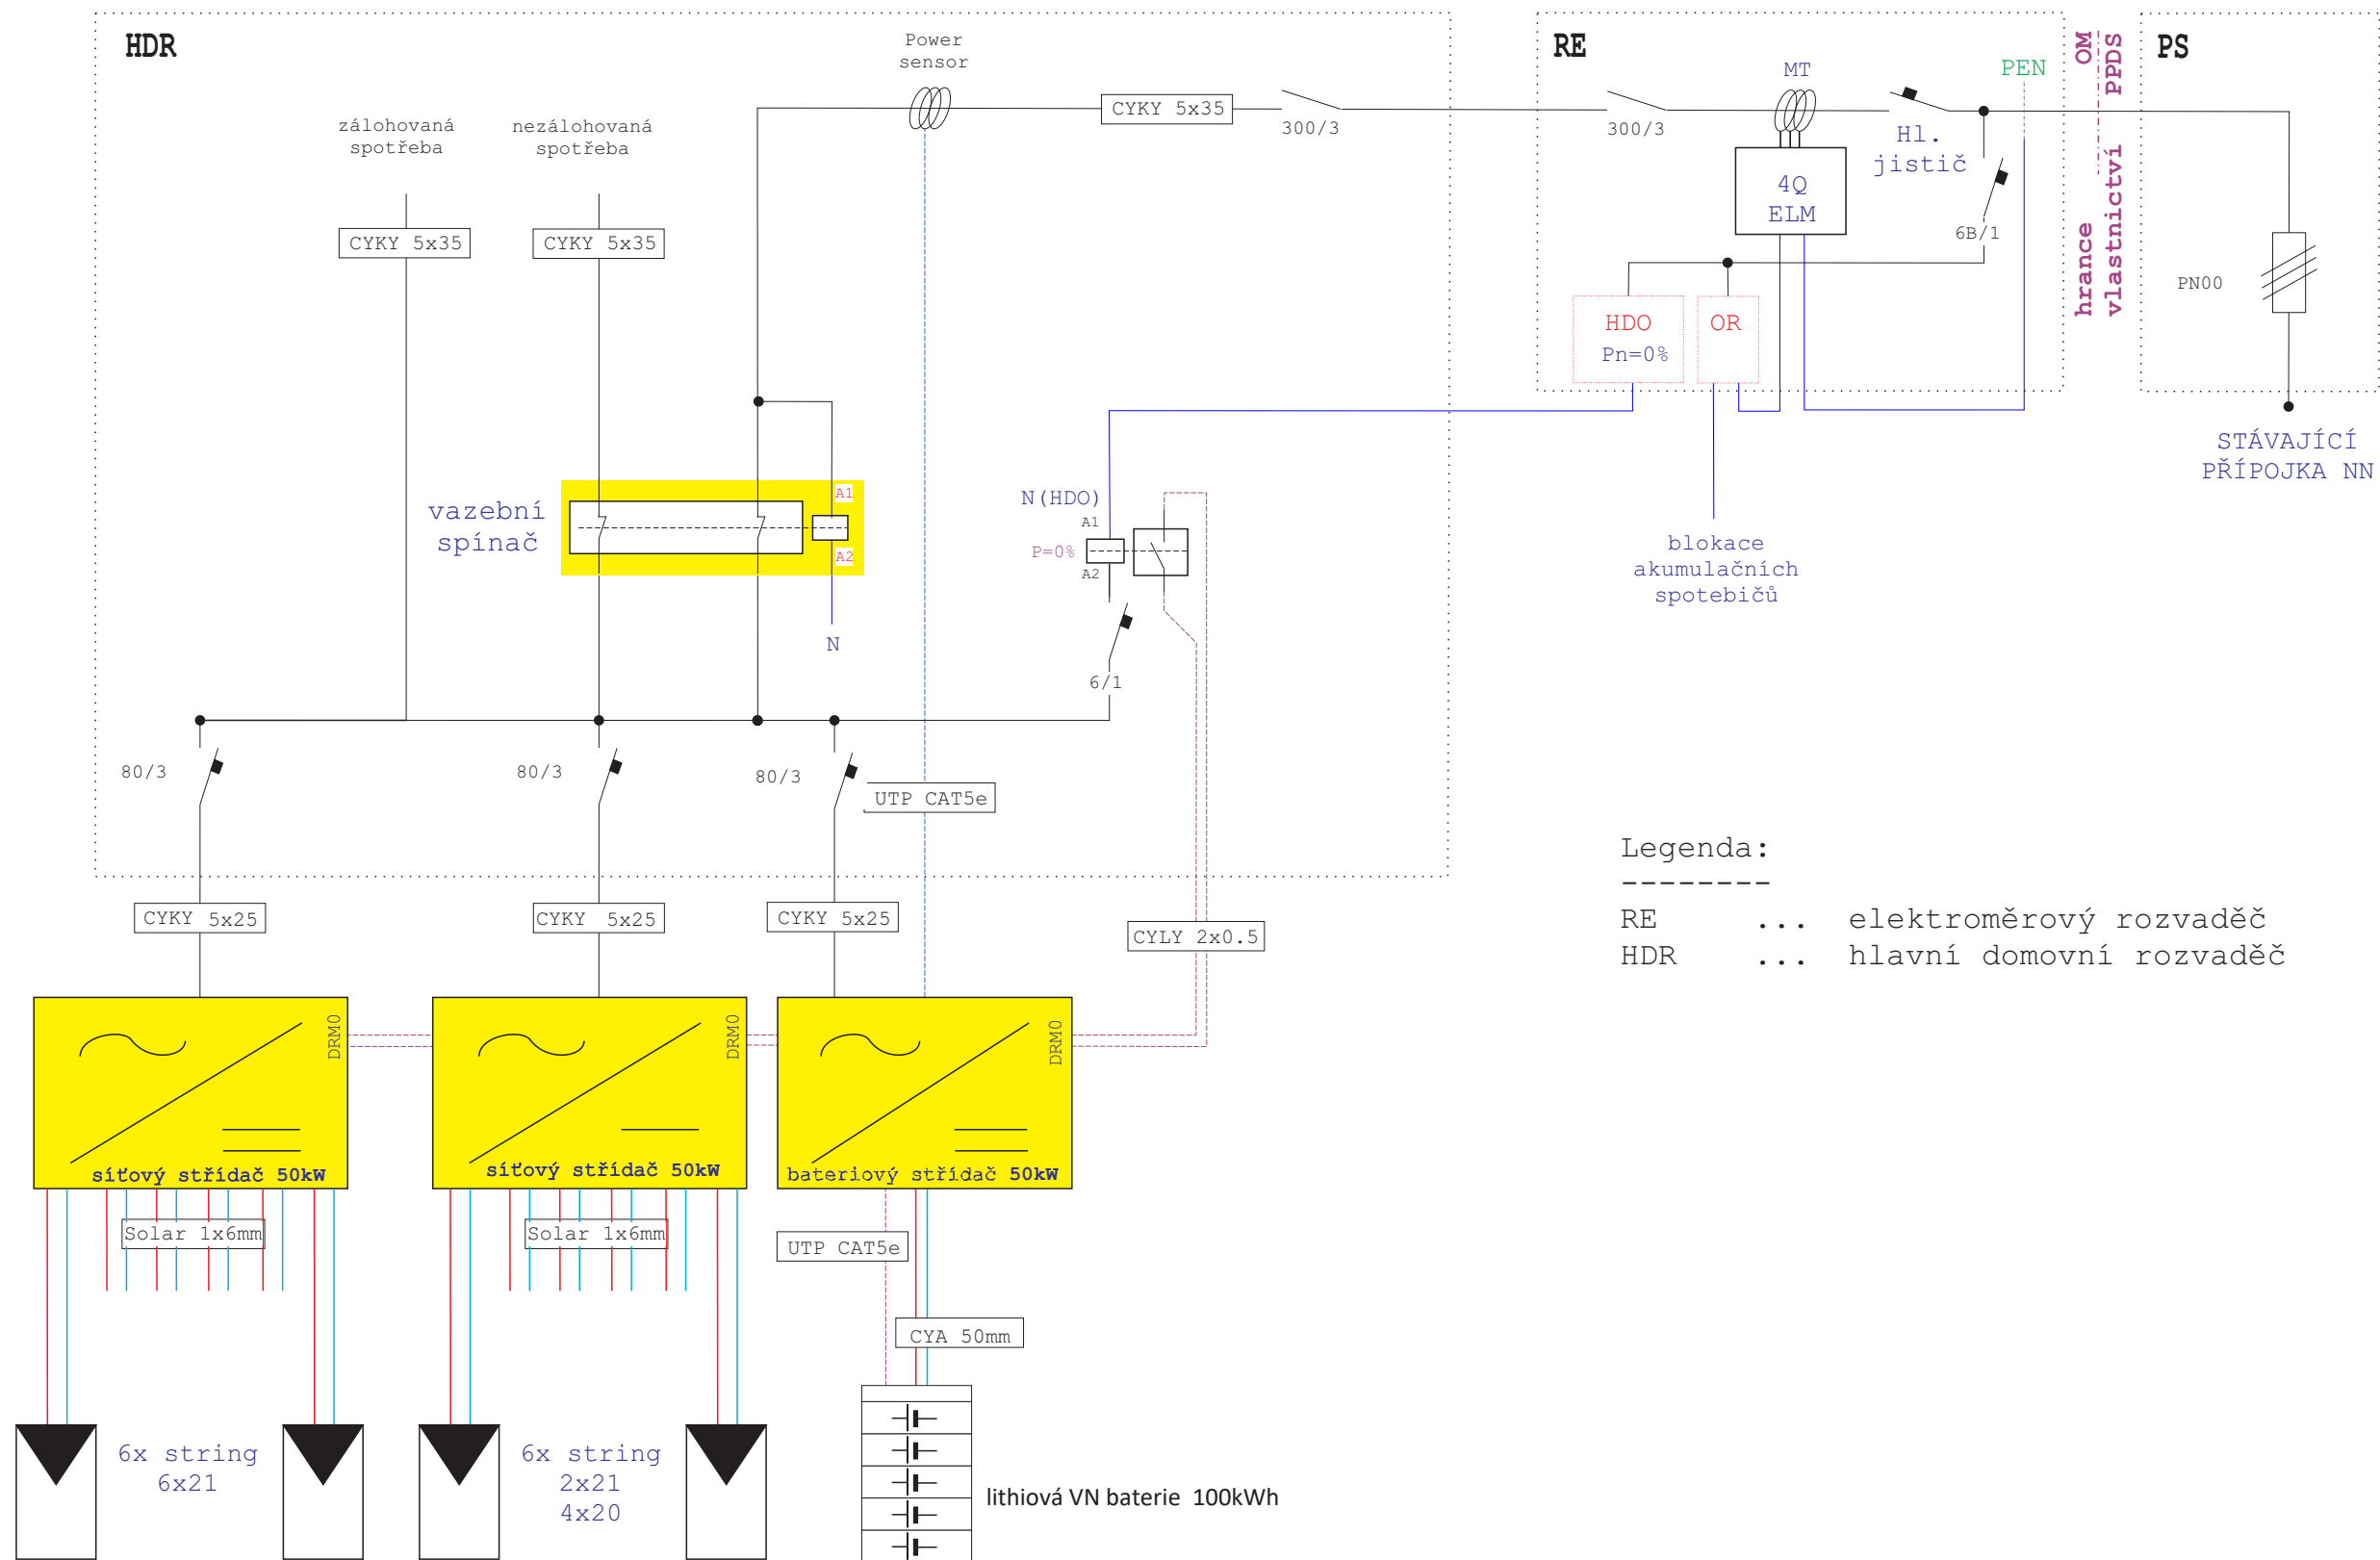 HDR
Power
sensor
RE
PS
OM
PPDS
hrance
vlastnictví
MT
PEN
zálohovaná
spotřeba
nezálohovaná
spotřeba
CYKY 5x35
300/3
300/3
Hl.
jistič
4Q
ELM
6B/1
CYKY 5x35
CYKY 5x35
PN00
HDO
Pn=0%
OR
STÁVAJÍCÍ
PŘÍPOJKA NN
vazební
spínač
A1
A2
N
N(HDO)
A1
P=0%
A2
blokace
akumulačních
spotebičů
6/1
80/3
80/3
80/3
UTP CAT5e
Legenda:
--------
RE ... elektroměrový rozvaděč
HDR ... hlavní domovní rozvaděč
CYKY 5x25
CYKY 5x25
CYKY 5x25
CYLY 2x0.5
DRM0
DRM0
DRM0
síťový střídač 50kW
síťový střídač 50kW
bateriový střídač 50kW
Solar 1x6mm
Solar 1x6mm
UTP CAT5e
CYA 50mm
6x string
6x21
6x string
2x21
4x20
lithiová VN baterie 100kWh